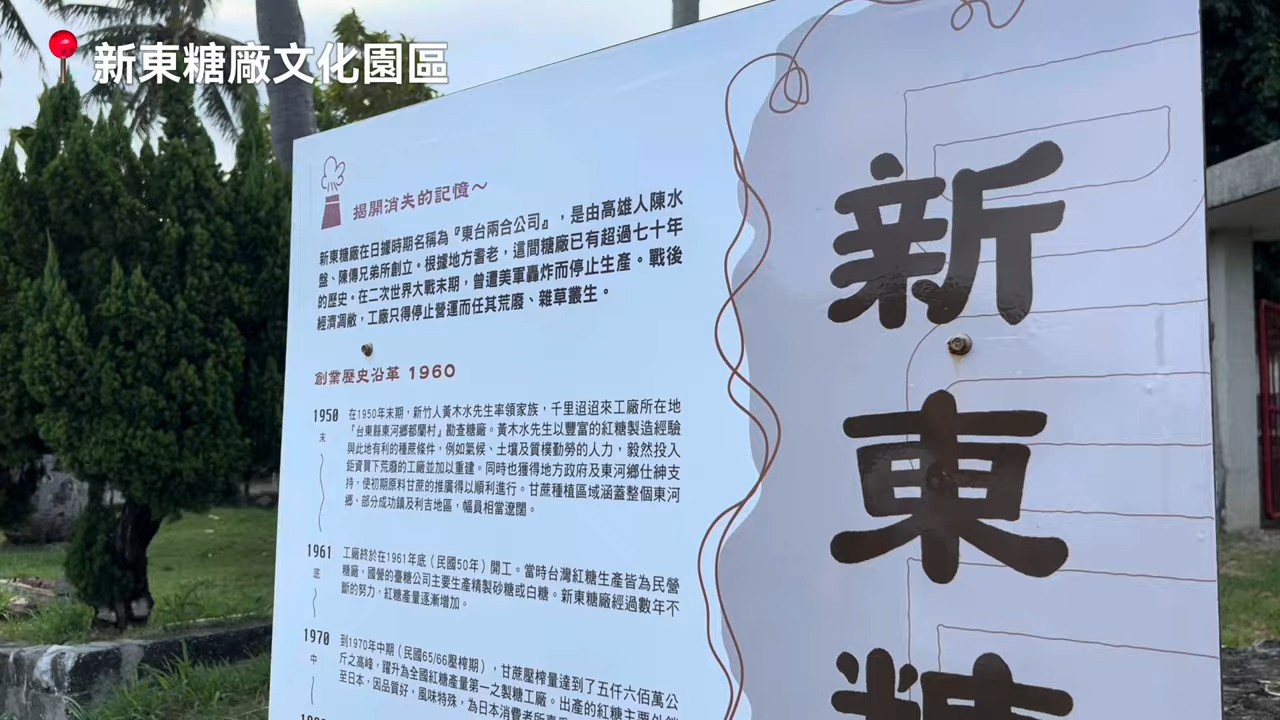 新東糖廠文化園區
揭開消失的記憶～
新東糖廠在日據時期名稱為『東台兩合公司』，是由高雄人陳水
盤、陳傳兄弟所創立。根據地方耆老，這間糖廠已有超過七十年
的歷史。在二次世界大戰末期，曾遭美軍轟炸而停止生產。戰後
經濟凋敝，工廠只得停止營運而任其荒廢、雜草叢生。
創業歷史沿革 1960
1950
末
在1950年末期，新竹人黃木水先生率領家族，千里迢迢來工廠所在地
『台東縣東河鄉都蘭村』勘查糖廠。黃木水先生以豐富的紅糖製造經驗
與此地有利的種蔗條件，例如氣候、土壤及質樸勤勞的人力，毅然投入
鉅資買下荒廢的工廠並加以重建。同時也獲得地方政府及東河鄉仕紳支
持，使初期原料甘蔗的推廣得以順利進行。甘蔗種植區域涵蓋整個東河
鄉、部分成功鎮及利吉地區，幅員相當遼闊。
1961
底
工廠終於在1961年底（民國50年）開工。當時台灣紅糖生產皆為民營
糖廠，國營的臺糖公司主要生產精製砂糖或白糖。新東糖廠經過數年不
斷的努力，紅糖產量逐漸增加。
1970
中
到1970年中期（民國65/66壓榨期），甘蔗壓榨量達到了五仟六佰萬公
斤之高峰，躍升為全國紅糖產量第一之製糖工廠。出產的紅糖主要外銷
至日本，因品質好，風味特殊，為日本消費者所
新東糖